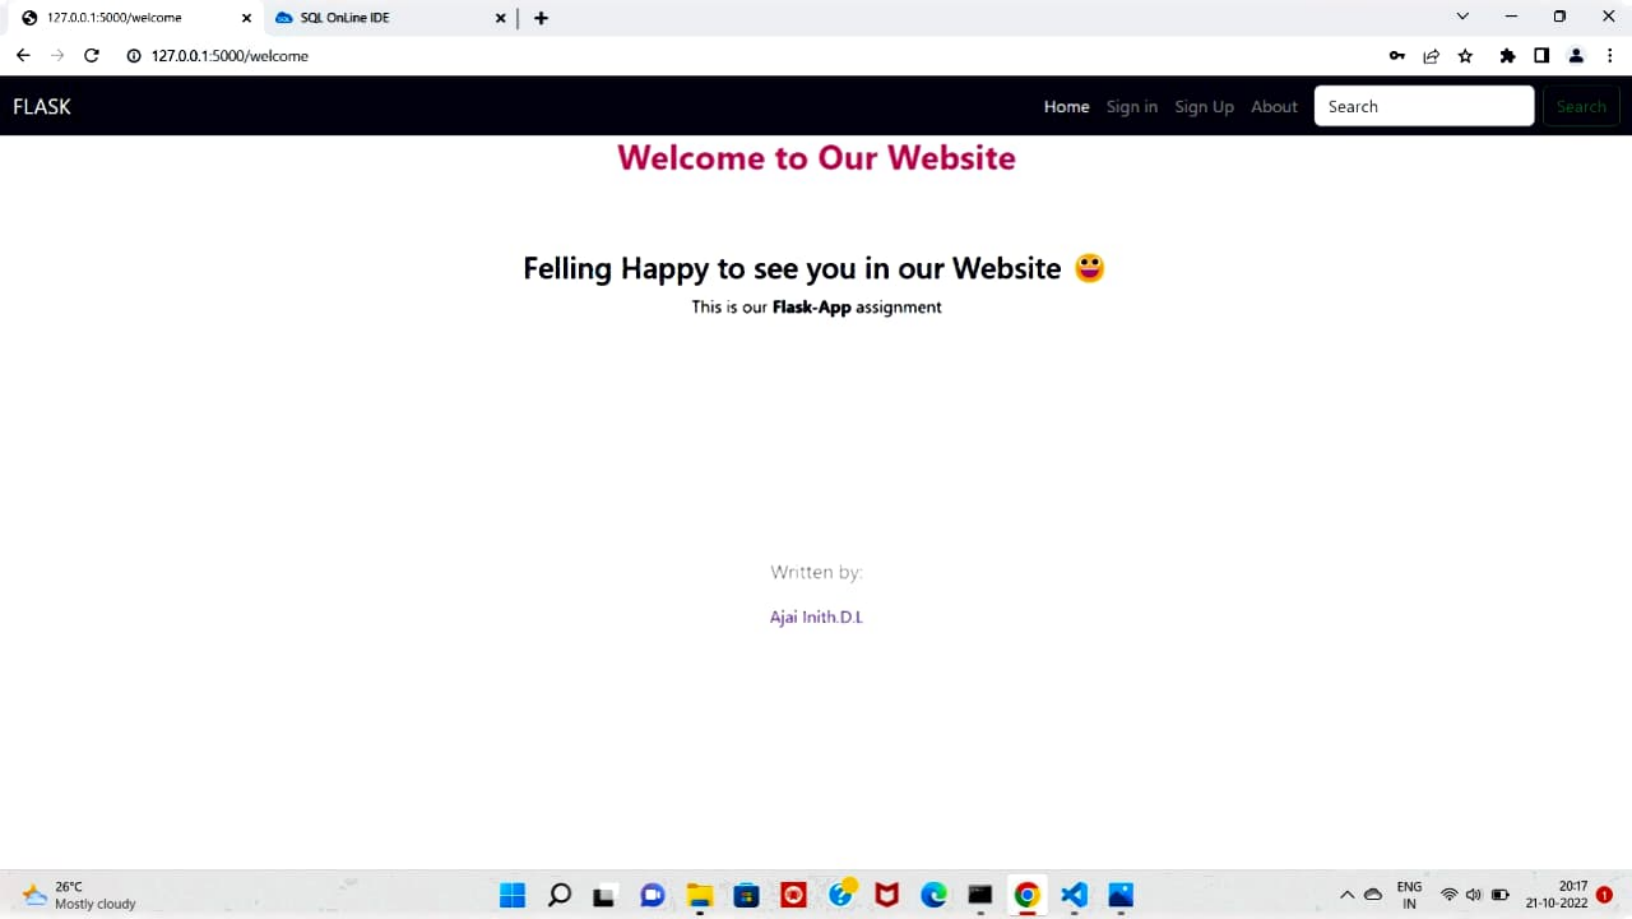 127.0.0.1:5000/welcome
SQL OnLine IDE
127.0.0.1:5000/welcome
FLASK
Home Sign in Sign Up About Search Search
Welcome to Our Website
Felling Happy to see you in our Website 😀
This is our Flask-App assignment
Written by:
Ajai Inith.D.L
26°C
Mostly cloudy
ENG
IN
20:17
21-10-2022
1